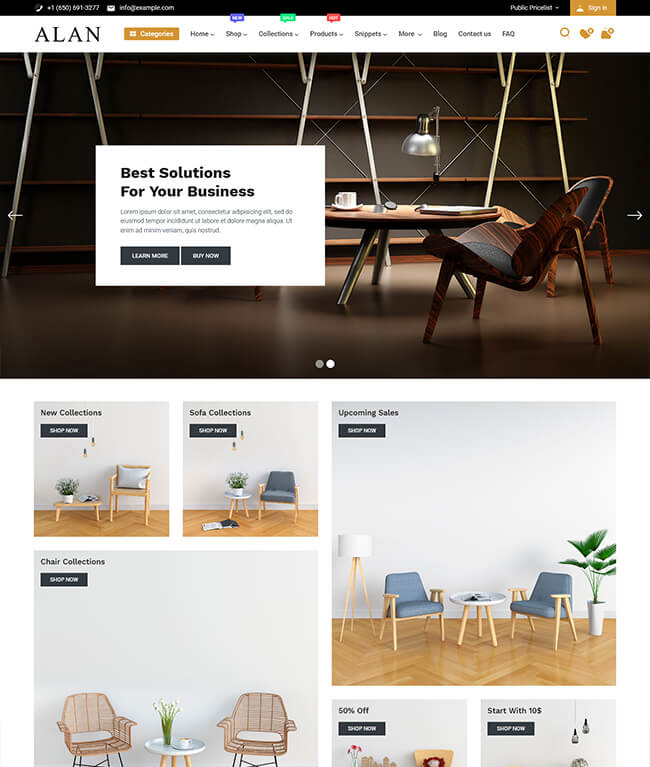 +1 (650) 691-3277 info@example.com Public Pricelist Sign in
NEW SALE HOT
ALAN Categories Home Shop Collections Products Snippets More Blog Contact us FAQ 0 0
Best Solutions
For Your Business
Lorem ipsum dolor sit amet, consectetur adipisicing elit, sed do
eiusmod tempor incididunt ut labore et dolore magna aliqua. Ut
enim ad minim veniam, quis nostrud.
LEARN MORE BUY NOW
New Collections
SHOP NOW
Sofa Collections
SHOP NOW
Upcoming Sales
SHOP NOW
Chair Collections
SHOP NOW
50% Off
SHOP NOW
Start With 10$
SHOP NOW